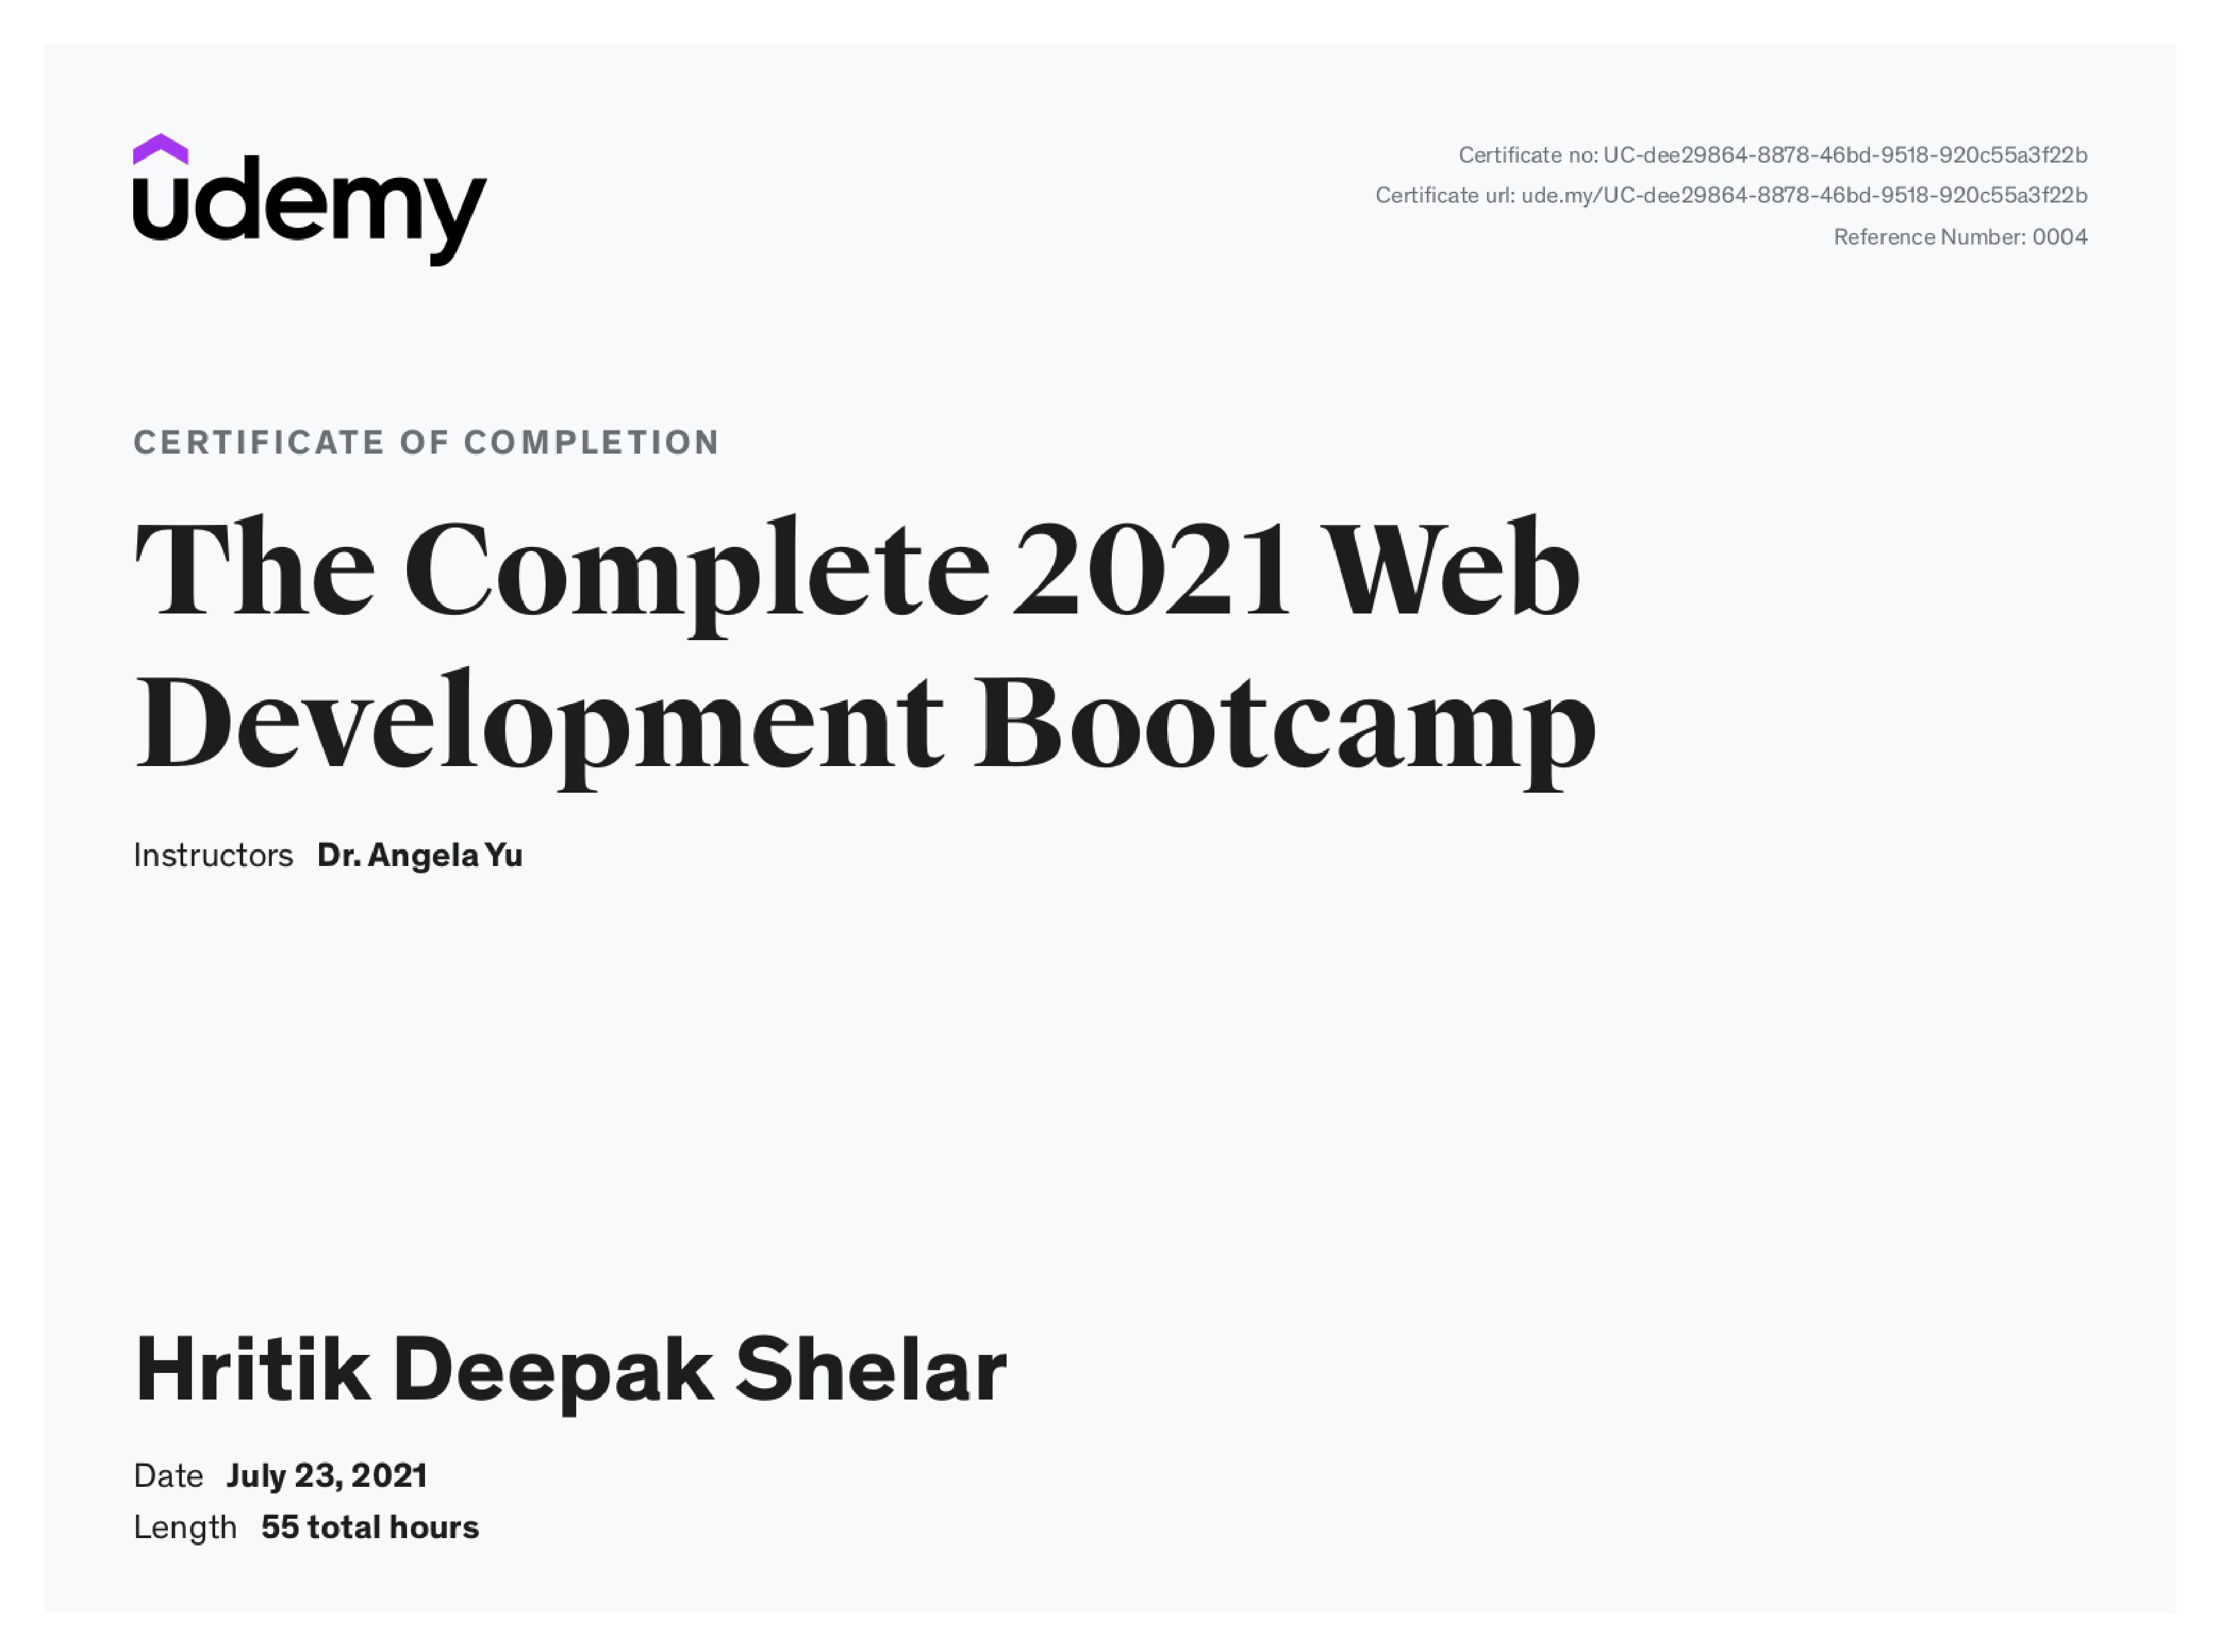 udemy
Certificate no: UC-dee29864-8878-46bd-9518-920c55a3f22b
Certificate url: ude.my/UC-dee29864-8878-46bd-9518-920c55a3f22b
Reference Number: 0004
CERTIFICATE OF COMPLETION
The Complete 2021 Web
Development Bootcamp
Instructors Dr. Angela Yu
Hritik Deepak Shelar
Date July 23, 2021
Length 55 total hours